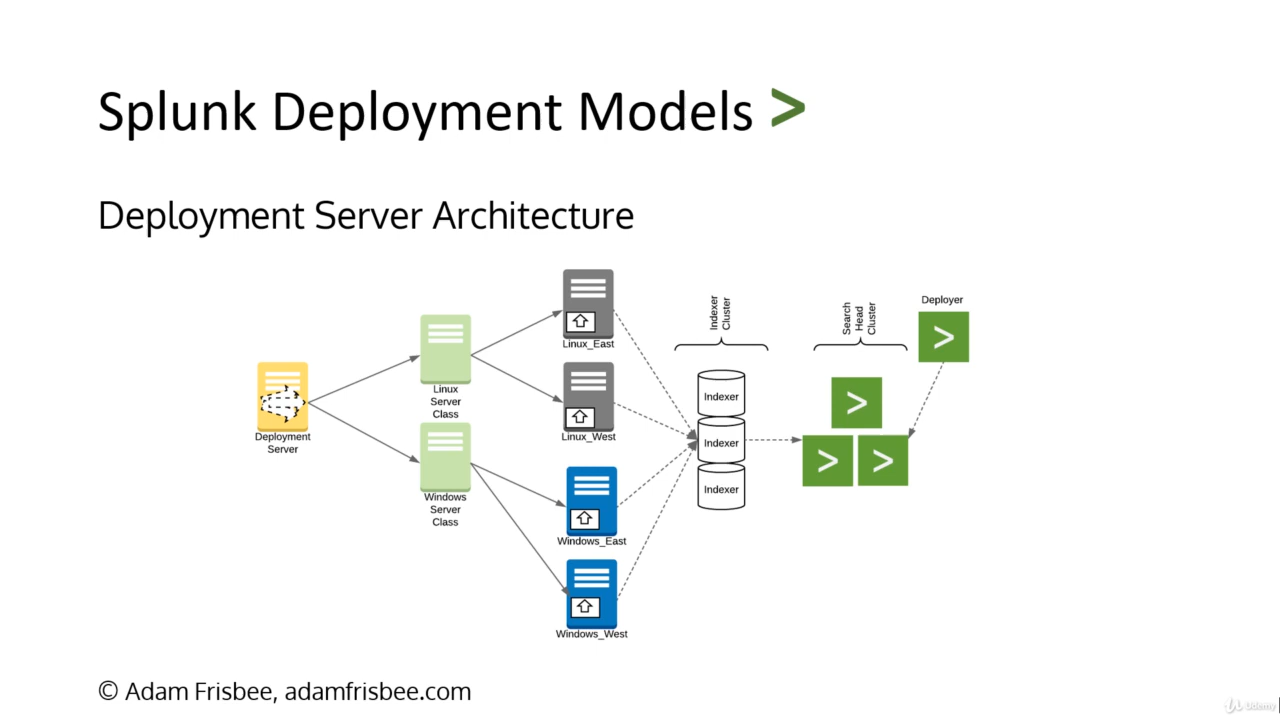 Splunk Deployment Models >
Deployment Server Architecture
Deployment
Server
Linux
Server
Class
Windows
Server
Class
Linux_East
Linux_West
Windows_East
Windows_West
Indexer
Cluster
Indexer
Indexer
Indexer
Search
Head
Cluster
Deployer
>
>
>
>
© Adam Frisbee, adamfrisbee.com
Udemy